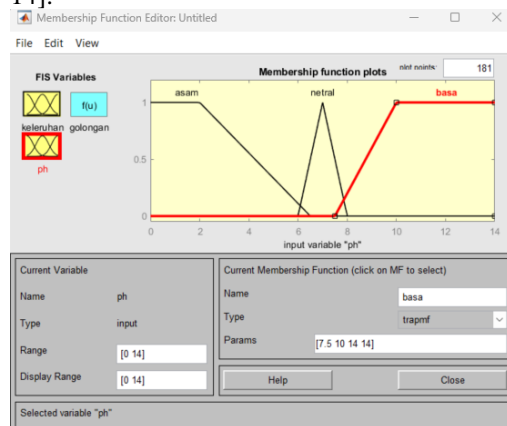 14].
Membership Function Editor: Untitled
File Edit View
FIS Variables
f(u)
keleruhan golongan
ph
Membership function plots
plot points:
181
asam
netral
basa
1
0.5
0
0 2 4 6 8 10 12 14
input variable "ph"
Current Variable
Name ph
Type input
Range [0 14]
Display Range [0 14]
Current Membership Function (click on MF to select)
Name basa
Type trapmf
Params [7.5 10 14 14]
Help Close
Selected variable "ph"